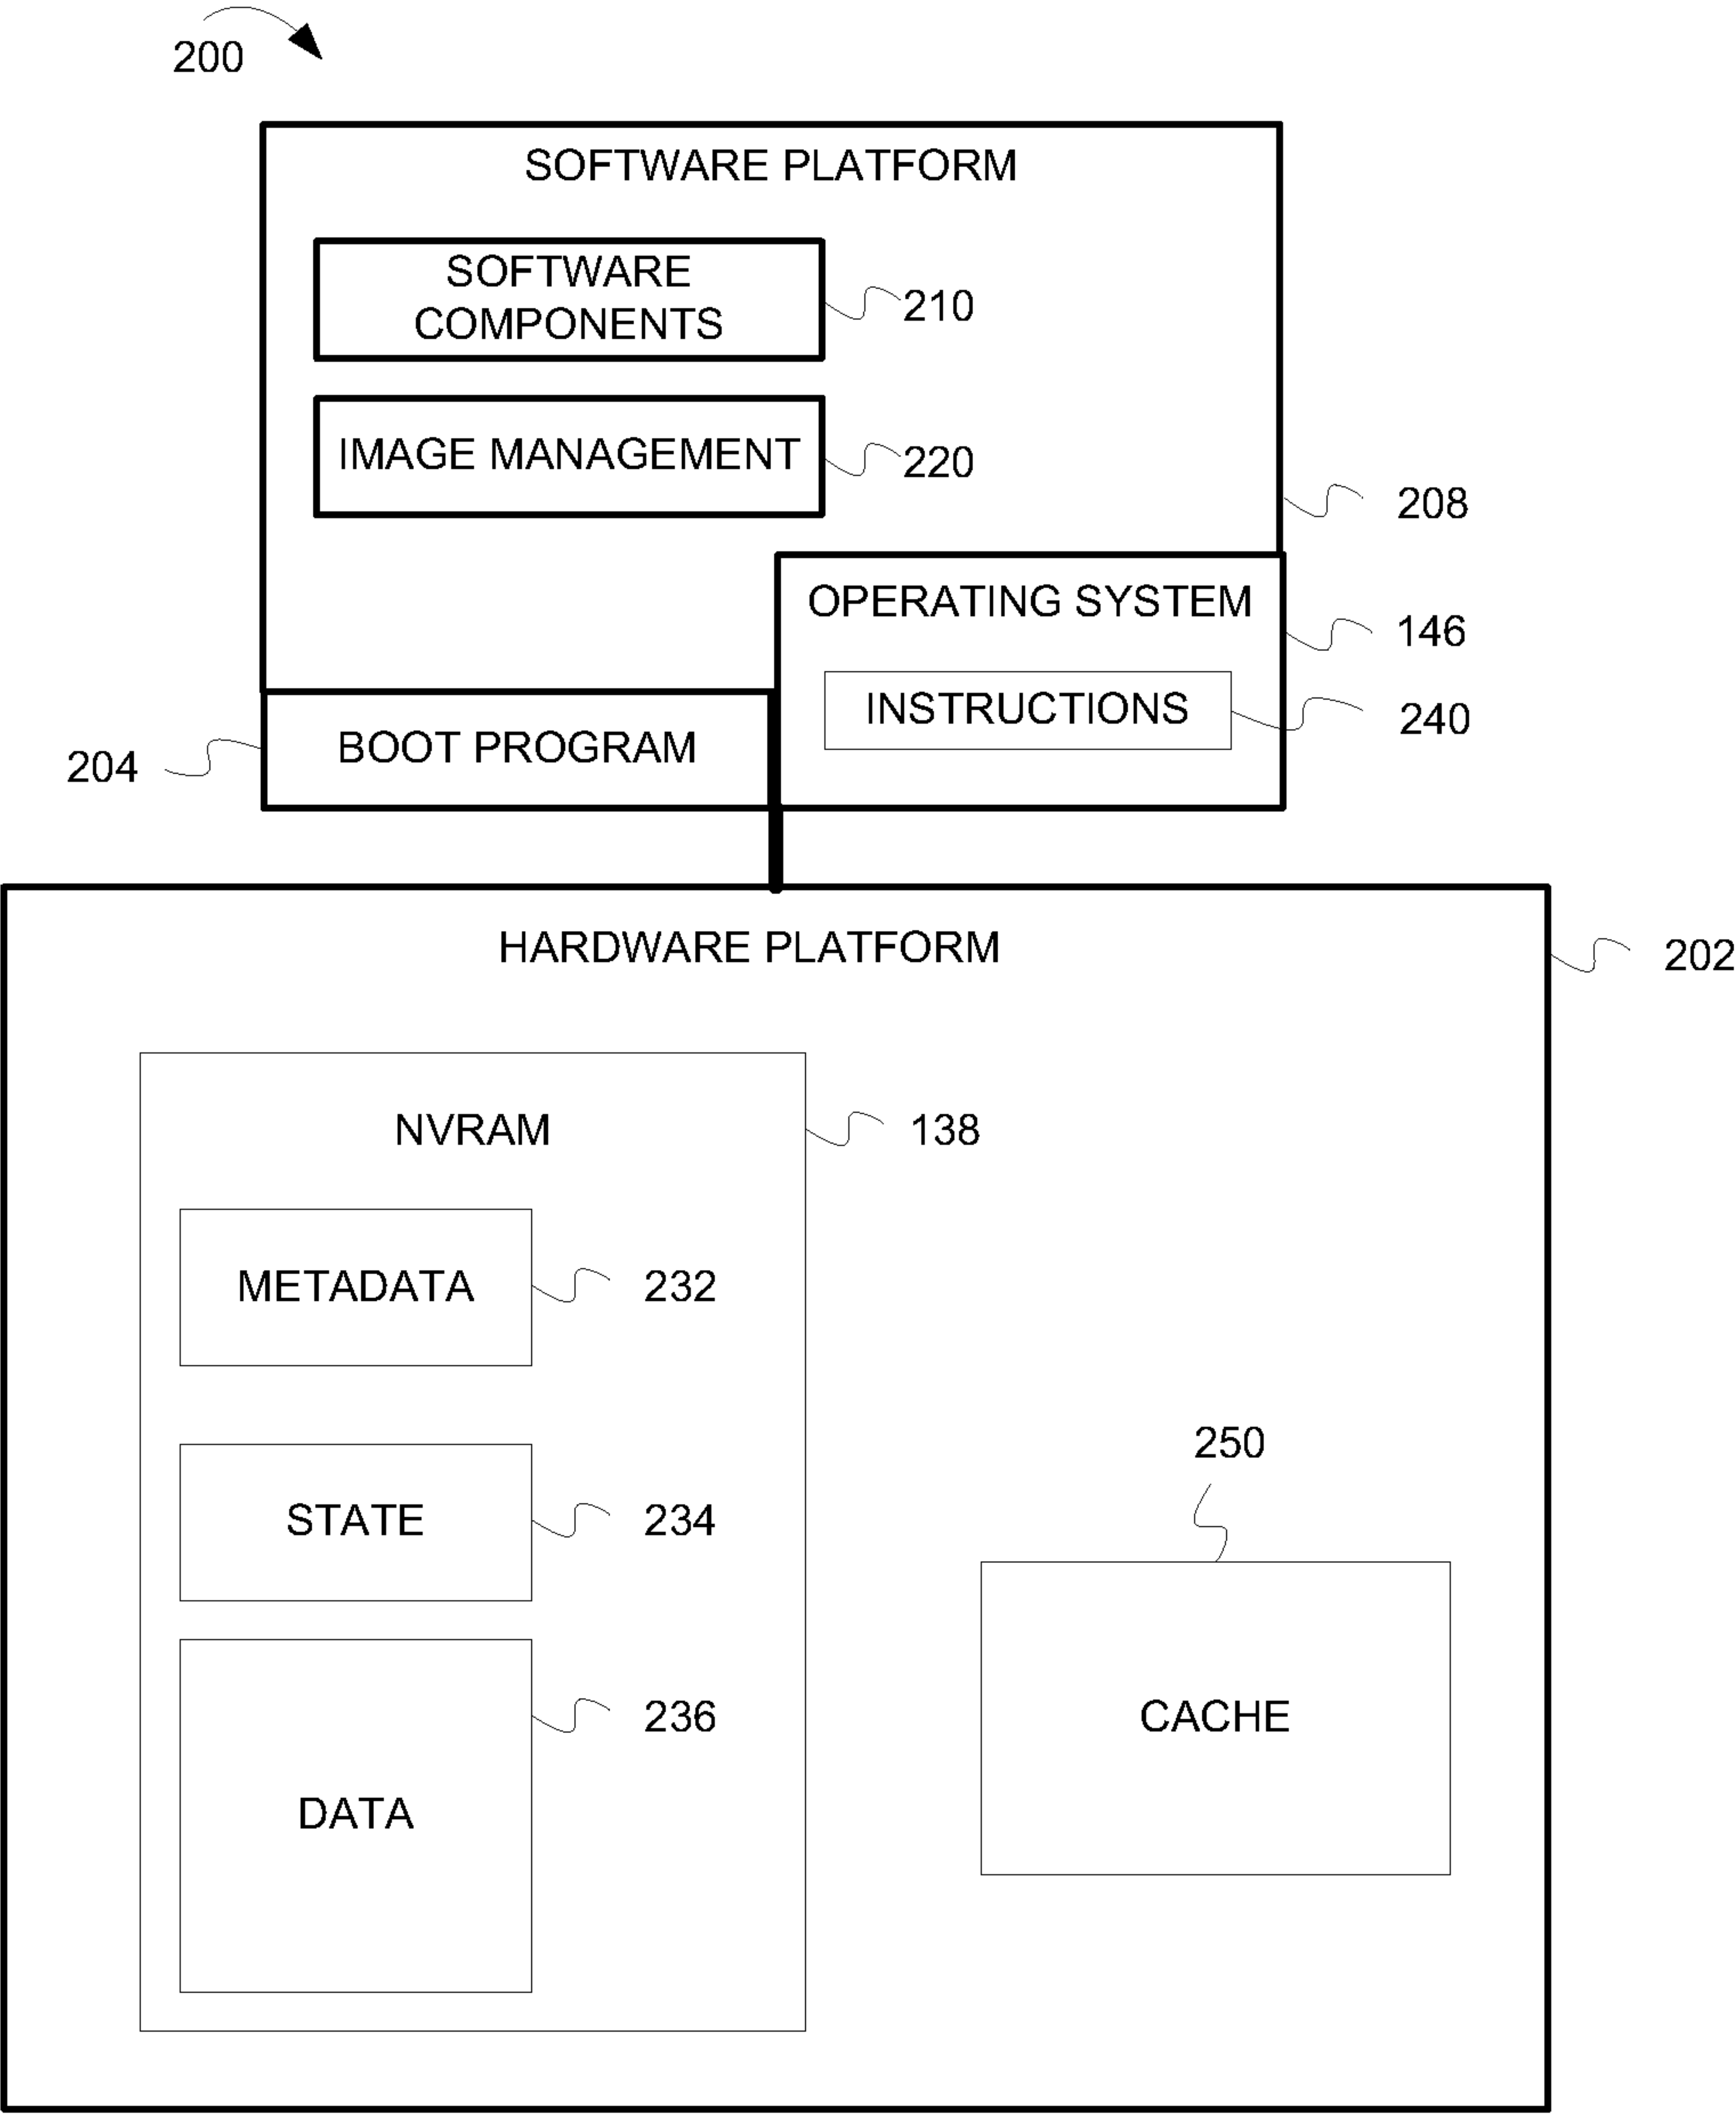 200
SOFTWARE PLATFORM
SOFTWARE
COMPONENTS
210
IMAGE MANAGEMENT
220
208
OPERATING SYSTEM
146
INSTRUCTIONS
240
BOOT PROGRAM
204
HARDWARE PLATFORM
202
NVRAM
138
METADATA
232
STATE
234
250
DATA
236
CACHE